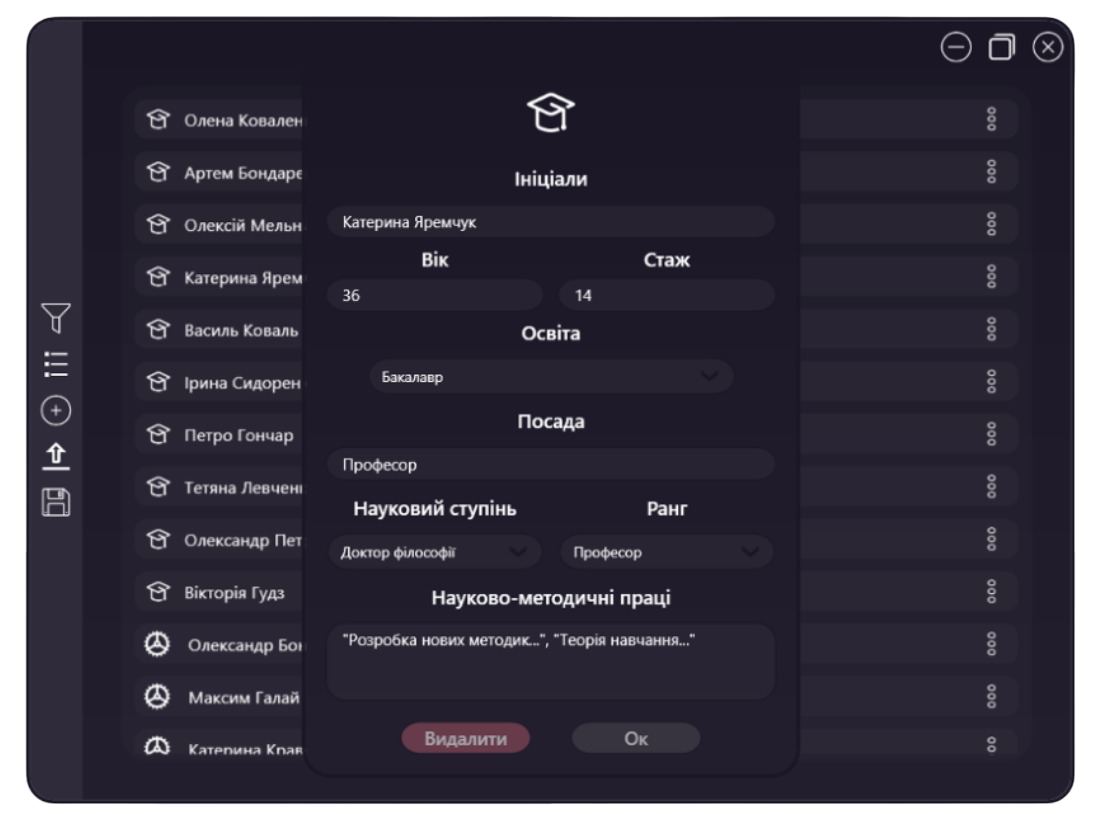 Олена Ковален
Артем Бондаре
Олексій Мельн
Катерина Ярем
Василь Коваль
Ірина Сидорен
Петро Гончар
Тетяна Левчен
Олександр Пет
Вікторія Гудз
Олександр Бон
Максим Галай
Катерина Крав
Ініціали
Катерина Яремчук
Вік Стаж
36 14
Освіта
Бакалавр
Посада
Професор
Науковий ступінь Ранг
Доктор філософії Професор
Науково-методичні праці
"Розробка нових методик...", "Теорія навчання..."
Видалити Ок